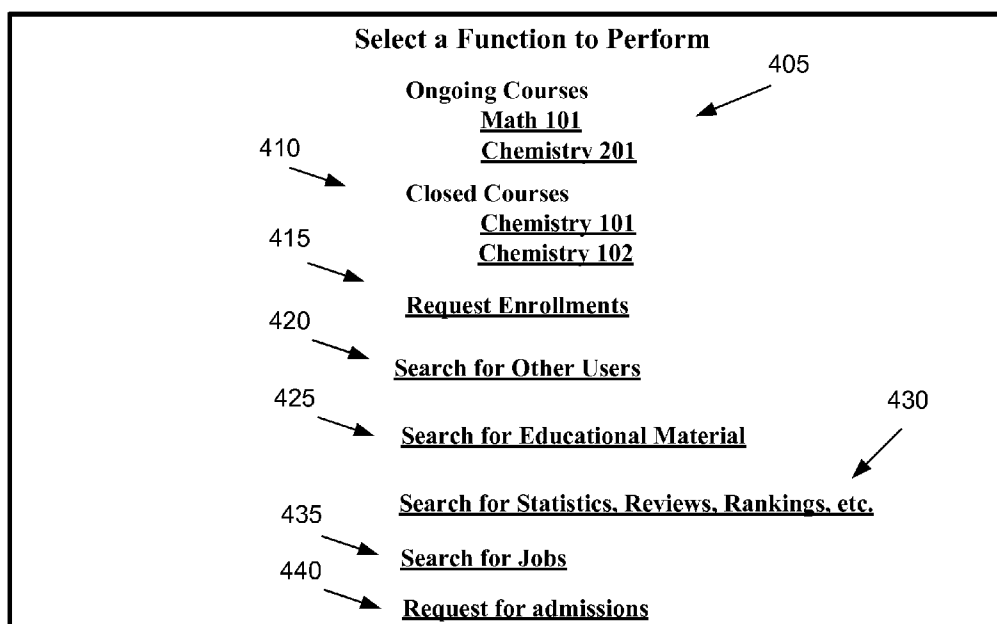 Select a Function to Perform
405
Ongoing Courses
Math 101
Chemistry 201
410
Closed Courses
Chemistry 101
Chemistry 102
415
Request Enrollments
420
Search for Other Users
425
Search for Educational Material
430
Search for Statistics, Reviews, Rankings, etc.
435
Search for Jobs
440
Request for admissions